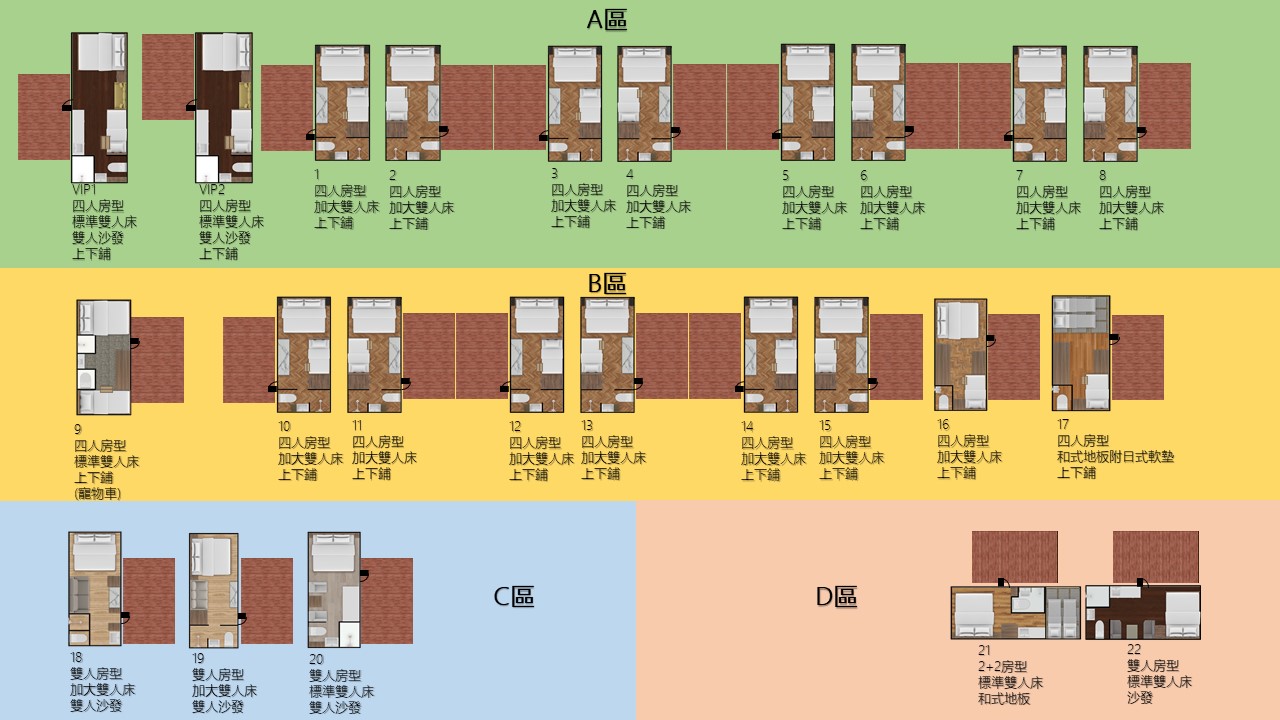 A區
VIP1
四人房型
標準雙人床
雙人沙發
上下鋪
VIP2
四人房型
標準雙人床
雙人沙發
上下鋪
1
四人房型
加大雙人床
上下鋪
2
四人房型
加大雙人床
上下鋪
3
四人房型
加大雙人床
上下鋪
4
四人房型
加大雙人床
上下鋪
5
四人房型
加大雙人床
上下鋪
6
四人房型
加大雙人床
上下鋪
7
四人房型
加大雙人床
上下鋪
8
四人房型
加大雙人床
上下鋪
B區
9
四人房型
標準雙人床
上下鋪
(寵物車)
10
四人房型
加大雙人床
上下鋪
11
四人房型
加大雙人床
上下鋪
12
四人房型
加大雙人床
上下鋪
13
四人房型
加大雙人床
上下鋪
14
四人房型
加大雙人床
上下鋪
15
四人房型
加大雙人床
上下鋪
16
四人房型
加大雙人床
上下鋪
17
四人房型
和式地板附日式軟墊
上下鋪
C區
18
雙人房型
加大雙人床
雙人沙發
19
雙人房型
加大雙人床
雙人沙發
20
雙人房型
標準雙人床
雙人沙發
D區
21
2+2房型
標準雙人床
和式地板
22
雙人房型
標準雙人床
沙發